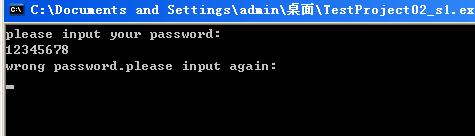 C:\Documents and Settings\admin\桌面\TestProject02_s1.ex
please input your password:
12345678
wrong password.please input again: